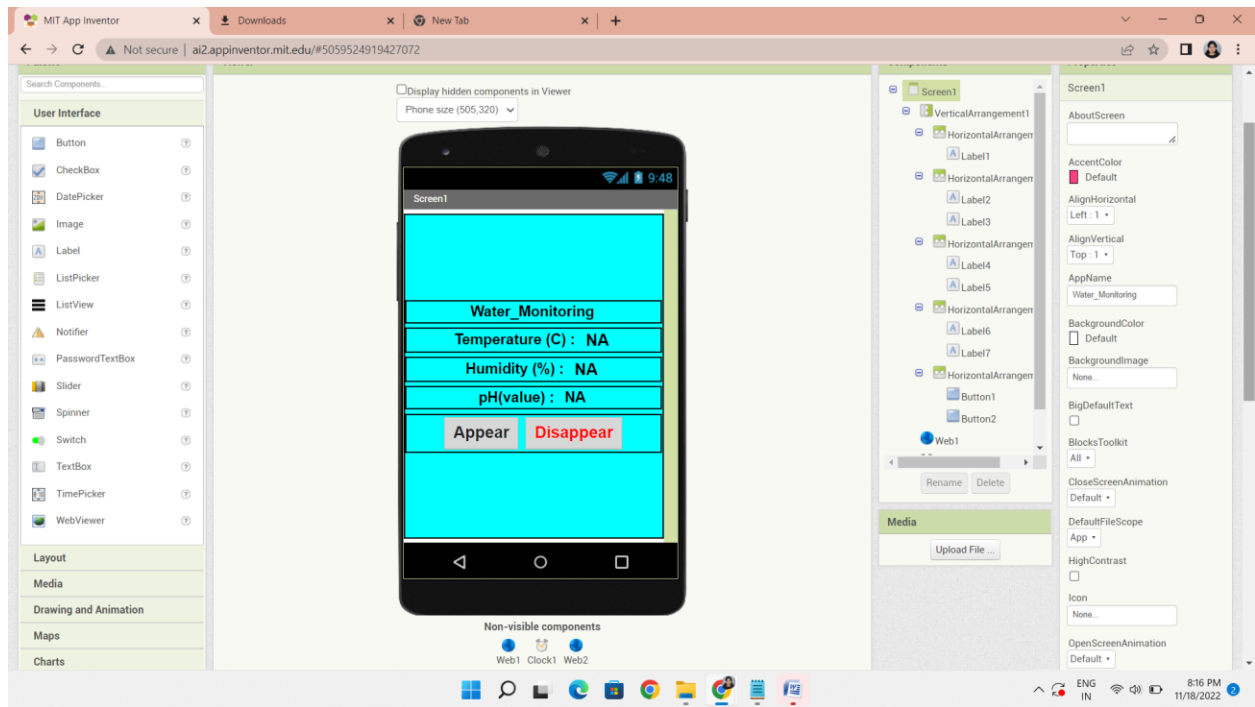 MIT App Inventor
Downloads
New Tab
Not secure
ai2.appinventor.mit.edu/#5059524919427072
Search Components...
User Interface
Button
CheckBox
DatePicker
Image
Label
ListPicker
ListView
Notifier
PasswordTextBox
Slider
Spinner
Switch
TextBox
TimePicker
WebViewer
Layout
Media
Drawing and Animation
Maps
Charts
Display hidden components in Viewer
Phone size (505,320)
9:48
Screen1
Water_Monitoring
Temperature (C) : NA
Humidity (%) : NA
pH(value) : NA
Appear Disappear
Non-visible components
Web1 Clock1 Web2
Screen1
VerticalArrangement1
HorizontalArrangem
Label1
HorizontalArrangem
Label2
Label3
HorizontalArrangem
Label4
Label5
HorizontalArrangem
Label6
Label7
HorizontalArrangem
Button1
Button2
Web1
Rename Delete
Media
Upload File ...
Screen1
AboutScreen
AccentColor
Default
AlignHorizontal
Left : 1
AlignVertical
Top : 1
AppName
Water_Monitoring
BackgroundColor
Default
BackgroundImage
None...
BigDefaultText
BlocksToolkit
All
CloseScreenAnimation
Default
DefaultFileScope
App
HighContrast
Icon
None...
OpenScreenAnimation
Default
ENG
IN
8:16 PM
11/18/2022
2